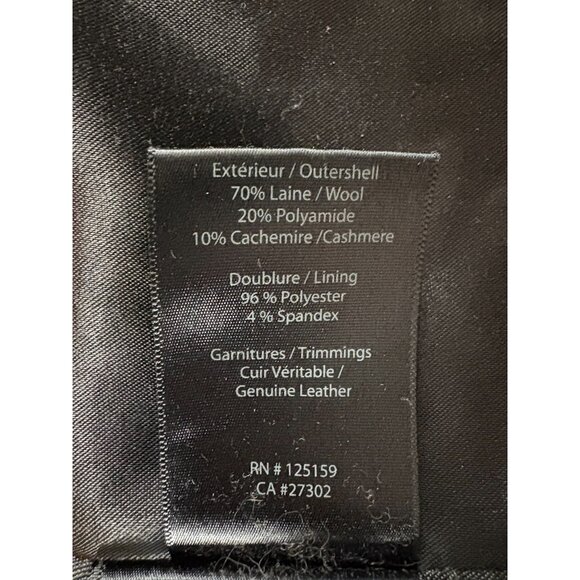 Extérieur / Outershell
70% Laine / Wool
20% Polyamide
10% Cachemire /Cashmere
Doublure / Lining
96 % Polyester
4 % Spandex
Garnitures / Trimmings
Cuir Véritable /
Genuine Leather
RN # 125159
CA #27302